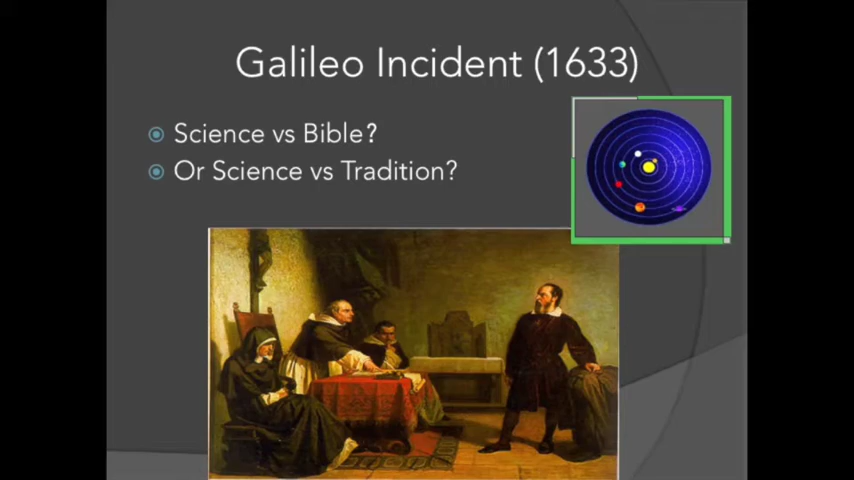 Galileo Incident (1633)
Science vs Bible?
Or Science vs Tradition?